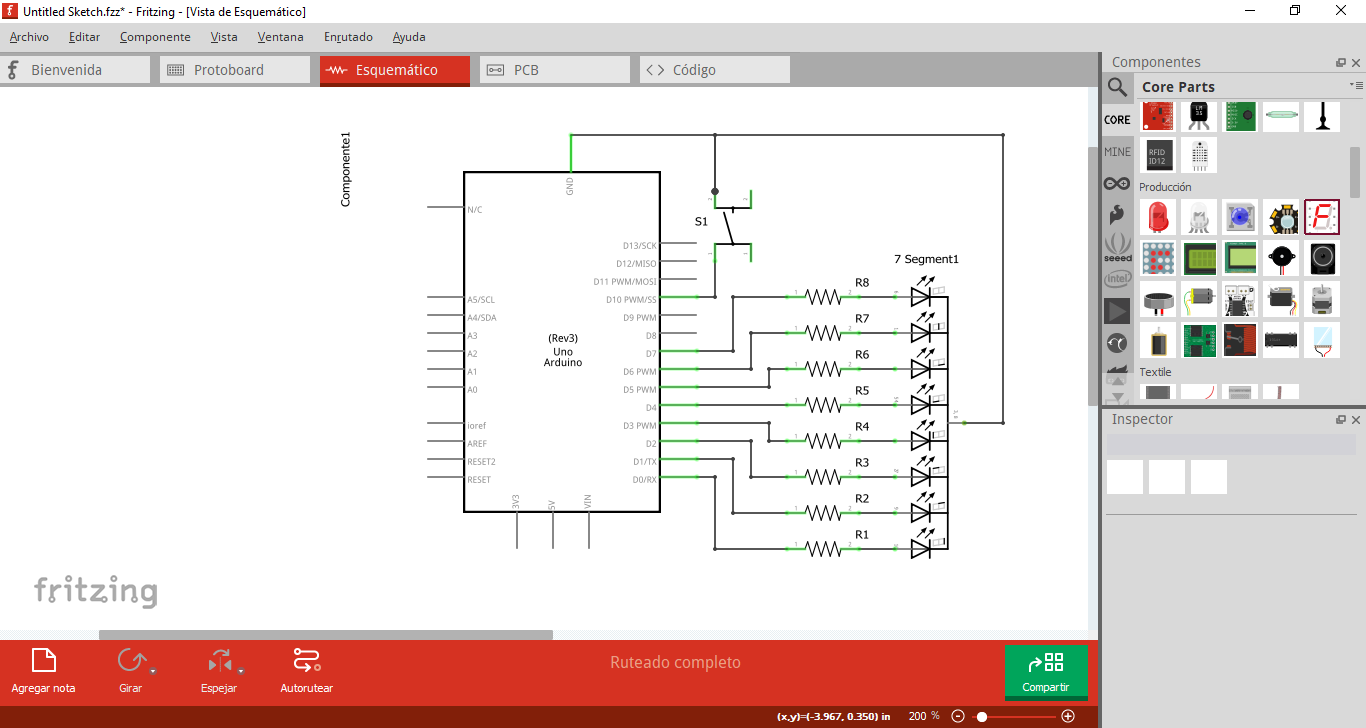 Untitled Sketch.fzz* - Fritzing - [Vista de Esquemático]
Archivo Editar Componente Vista Ventana Enrutado Ayuda
Bienvenida Protoboard Esquemático PCB Código
Componentes
Core Parts
CORE
MINE
RFID
ID12
Producción
seeed
intel
Textile
Inspector
Componente1
GND
N/C
D13/SCK
D12/MISO
D11 PWM/MOSI
A5/SCL
D10 PWM/SS
A4/SDA
D9 PWM
A3
D8
A2
D7
A1
D6 PWM
A0
D5 PWM
D4
ioref
D3 PWM
AREF
D2
RESET2
D1/TX
RESET
D0/RX
(Rev3)
Uno
Arduino
3V3
5V
VIN
S1
7 Segment1
R8
R7
R6
R5
R4
R3
R2
R1
fritzing
Agregar nota
Girar
Espejar
Autorutear
Ruteado completo
Compartir
(x,y)=(-3.967, 0.350) in 200 %